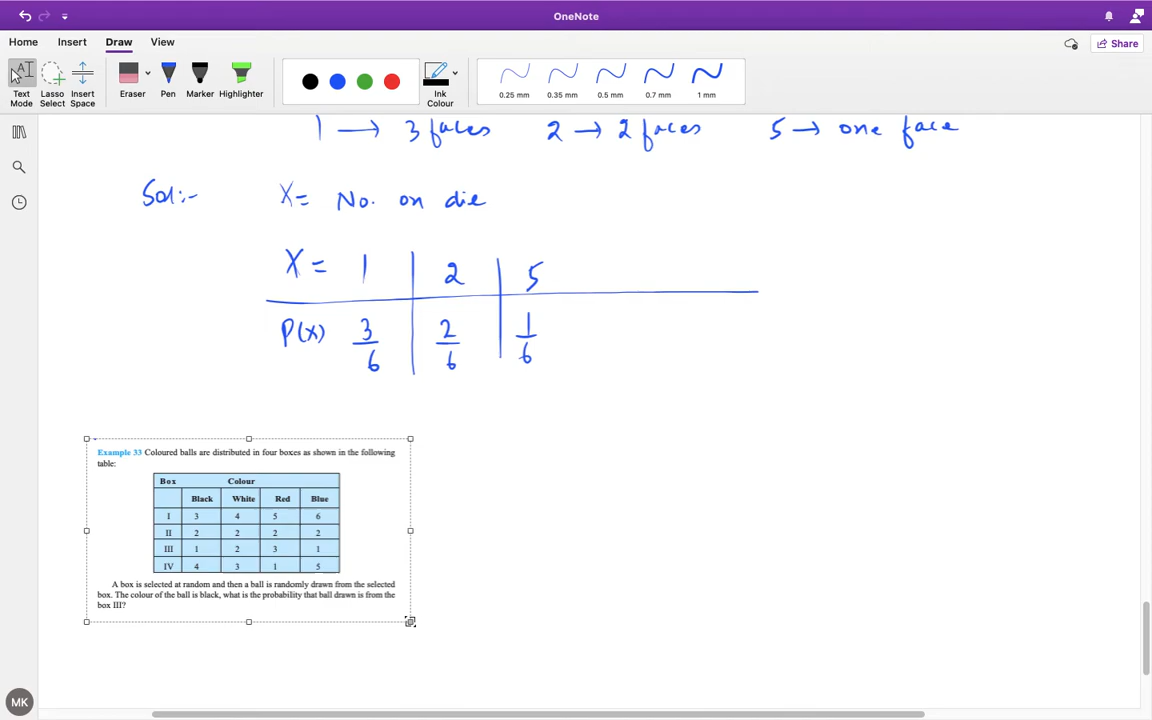 OneNote
Home Insert Draw View
Share
Text Mode
Lasso Select
Insert Space
Eraser
Pen
Marker
Highlighter
Ink Colour
0.25 mm
0.35 mm
0.5 mm
0.7 mm
1 mm
1 → 3 faces 2 → 2 faces 5 → one face
Sol:- X = No. on die
X = 1 2 5
P(X) 3/6 2/6 1/6
Example 33 Coloured balls are distributed in four boxes as shown in the following
table:
Box Colour
Black White Red Blue
I 3 4 5 6
II 2 2 2 2
III 1 2 3 1
IV 4 3 1 5
A box is selected at random and then a ball is randomly drawn from the selected
box. The colour of the ball is black, what is the probability that ball drawn is from the
box III?
MK